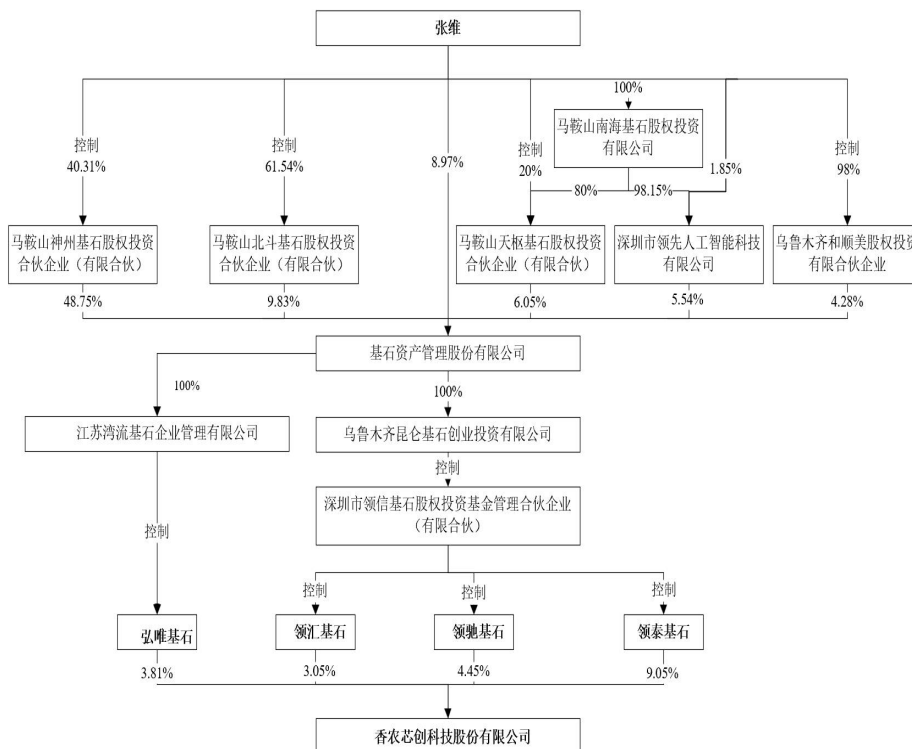 张维
100%
马鞍山南海基石股权投资
有限公司
控制
40.31%
控制
61.54%
8.97%
控制
20%
1.85%
控制
98%
80%
98.15%
马鞍山神州基石股权投资
合伙企业（有限合伙）
马鞍山北斗基石股权投资
合伙企业（有限合伙）
马鞍山天枢基石股权投资
合伙企业（有限合伙）
深圳市领先人工智能科技
有限公司
乌鲁木齐和顺美股权投资
有限合伙企业
48.75%
9.83%
6.05%
5.54%
4.28%
基石资产管理股份有限公司
100%
100%
江苏湾流基石企业管理有限公司
乌鲁木齐昆仑基石创业投资有限公司
控制
深圳市领信基石股权投资基金管理合伙企业
（有限合伙）
控制
控制
控制
控制
弘唯基石
领汇基石
领驰基石
领泰基石
3.81%
3.05%
4.45%
9.05%
香农芯创科技股份有限公司